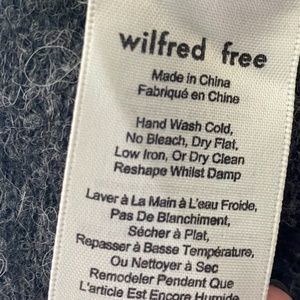 wilfred free
Made in China
Fabriqué en Chine
Hand Wash Cold,
No Bleach, Dry Flat,
Low Iron, Or Dry Clean
Reshape Whilst Damp
Laver à La Main à L'eau Froide,
Pas De Blanchiment,
Sécher à Plat,
Repasser à Basse Température,
Ou Nettoyer à Sec
Remodeler Pendant Que
L'article Est Encore Humide